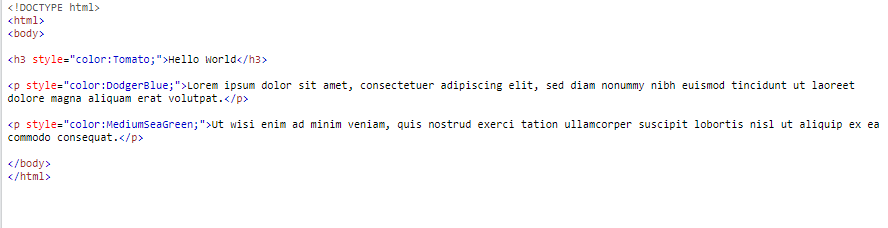 <!DOCTYPE html>
<html>
<body>
<h3 style="color:Tomato;">Hello World</h3>
<p style="color:DodgerBlue;">Lorem ipsum dolor sit amet, consectetuer adipiscing elit, sed diam nonummy nibh euismod tincidunt ut laoreet
dolore magna aliquam erat volutpat.</p>
<p style="color:MediumSeaGreen;">Ut wisi enim ad minim veniam, quis nostrud exerci tation ullamcorper suscipit lobortis nisl ut aliquip ex ea
commodo consequat.</p>
</body>
</html>